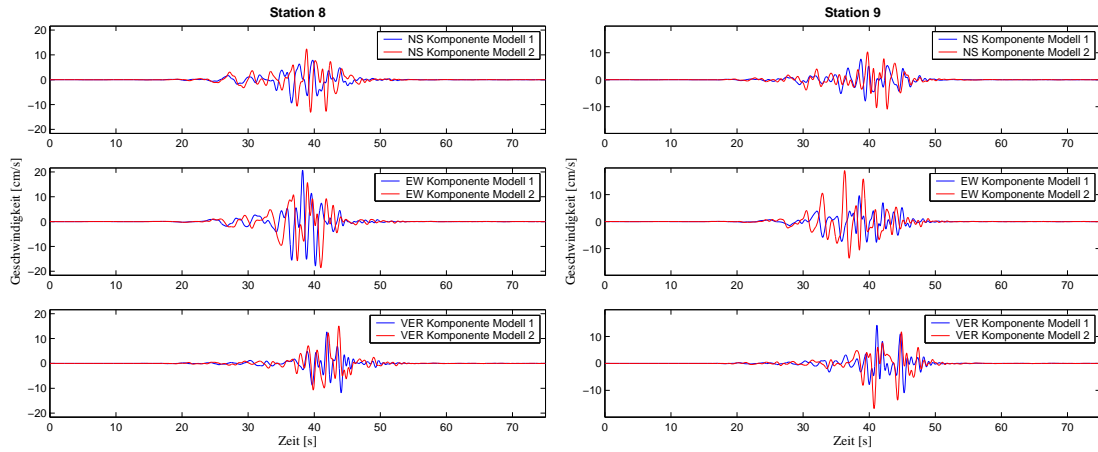 Station 8
NS Komponente Modell 1
NS Komponente Modell 2
20
10
0
−10
−20
0 10 20 30 40 50 60 70
EW Komponente Modell 1
EW Komponente Modell 2
20
10
0
−10
−20
0 10 20 30 40 50 60 70
Geschwindigkeit [cm/s]
VER Komponente Modell 1
VER Komponente Modell 2
20
10
0
−10
−20
0 10 20 30 40 50 60 70
Zeit [s]
Station 9
NS Komponente Modell 1
NS Komponente Modell 2
10
0
−10
0 10 20 30 40 50 60 70
EW Komponente Modell 1
EW Komponente Modell 2
10
0
−10
0 10 20 30 40 50 60 70
Geschwindigkeit [cm/s]
VER Komponente Modell 1
VER Komponente Modell 2
10
0
−10
0 10 20 30 40 50 60 70
Zeit [s]